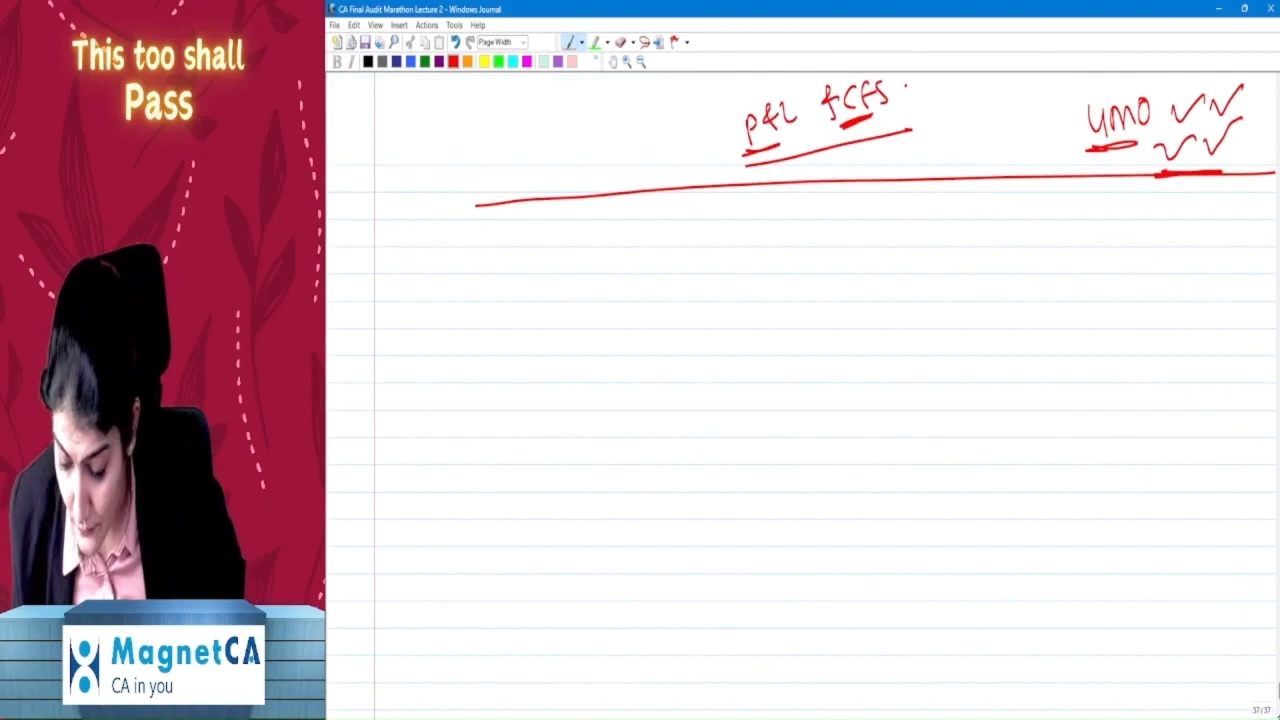 This too shall
Pass
CA Final Audit Marathon Lecture 2 - Windows Journal
File Edit View Insert Actions Tools Help
Page Width
B I
P&L & CFS.
UMO
MagnetCA
CA in you
37/37